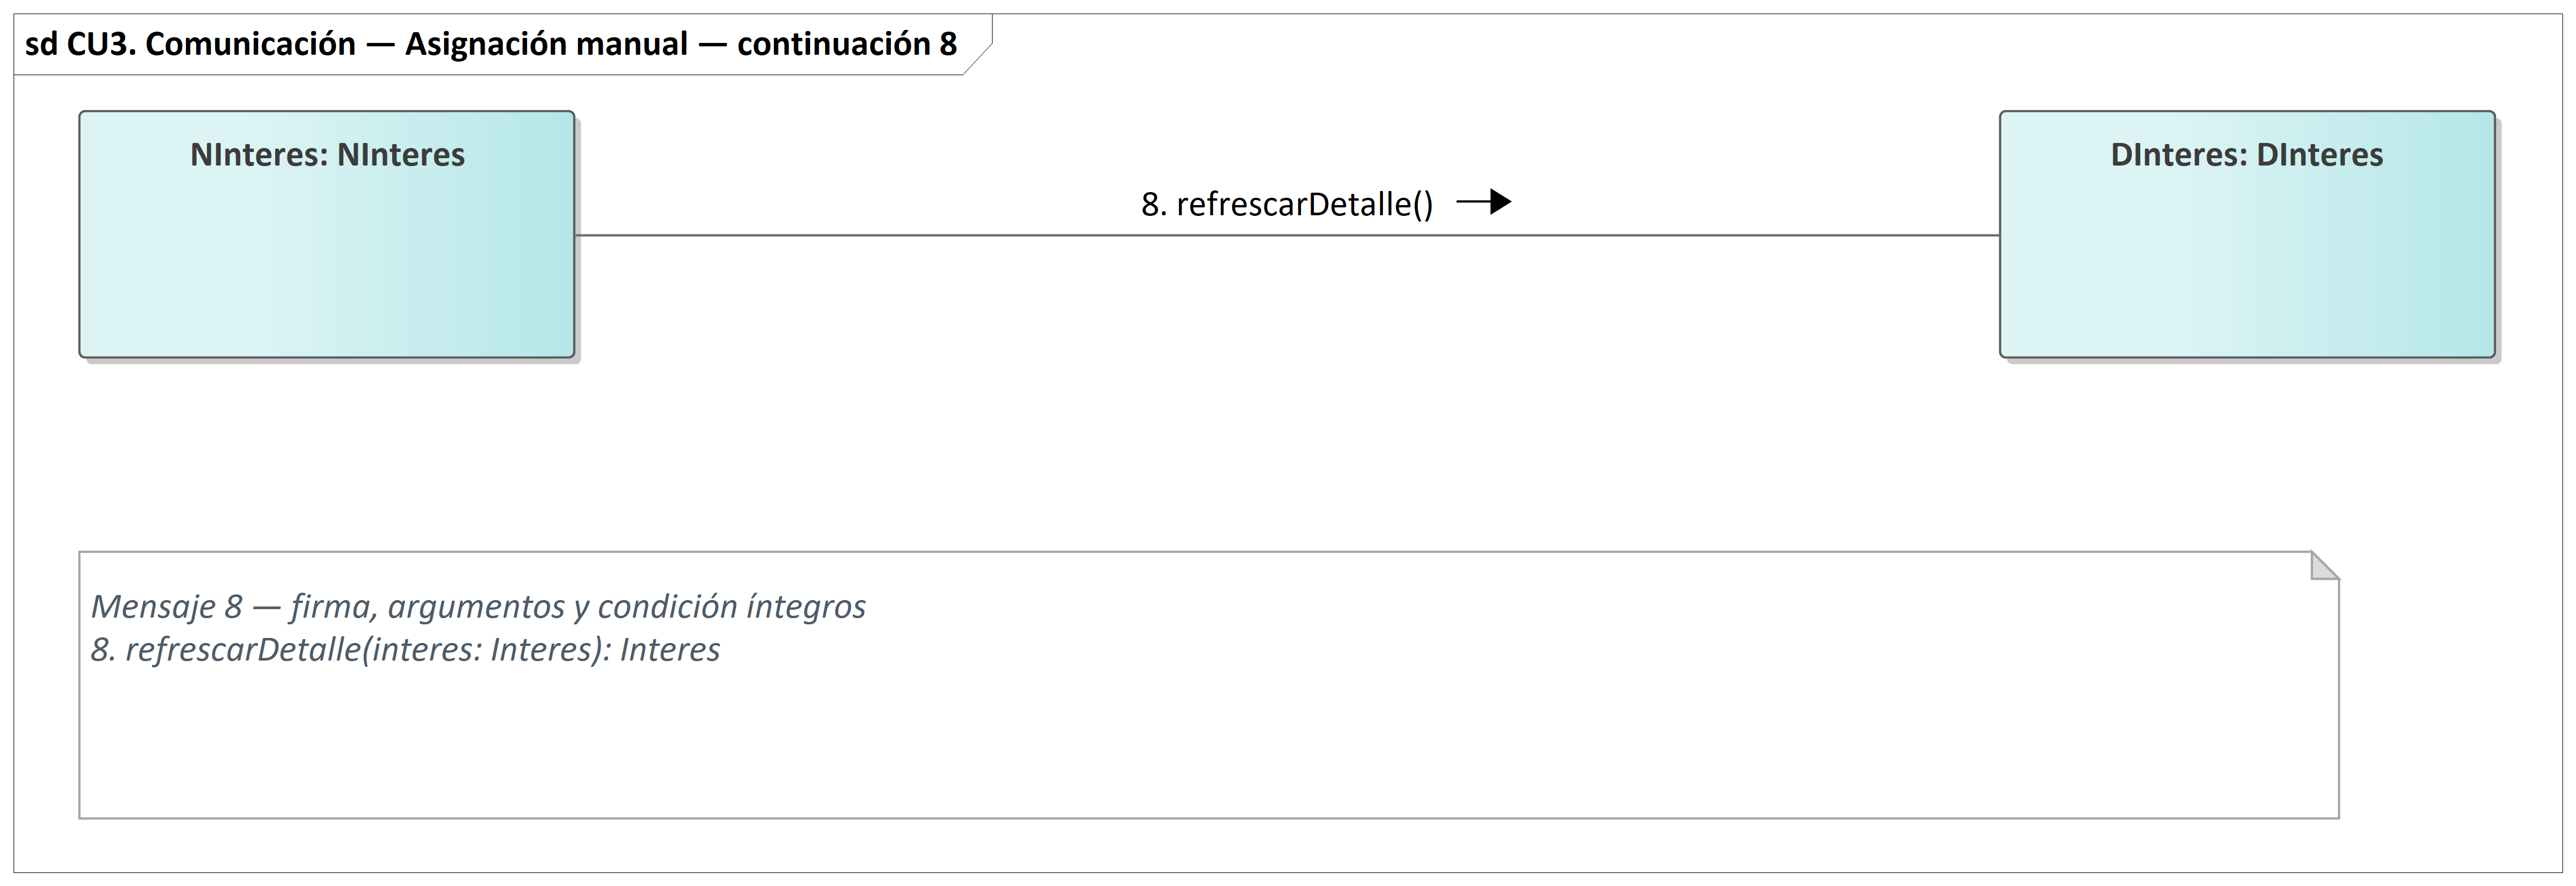 sd CU3. Comunicación — Asignación manual — continuación 8
NInteres: NInteres
DInteres: DInteres
8. refrescarDetalle()
Mensaje 8 — firma, argumentos y condición íntegros
8. refrescarDetalle(interes: Interes): Interes